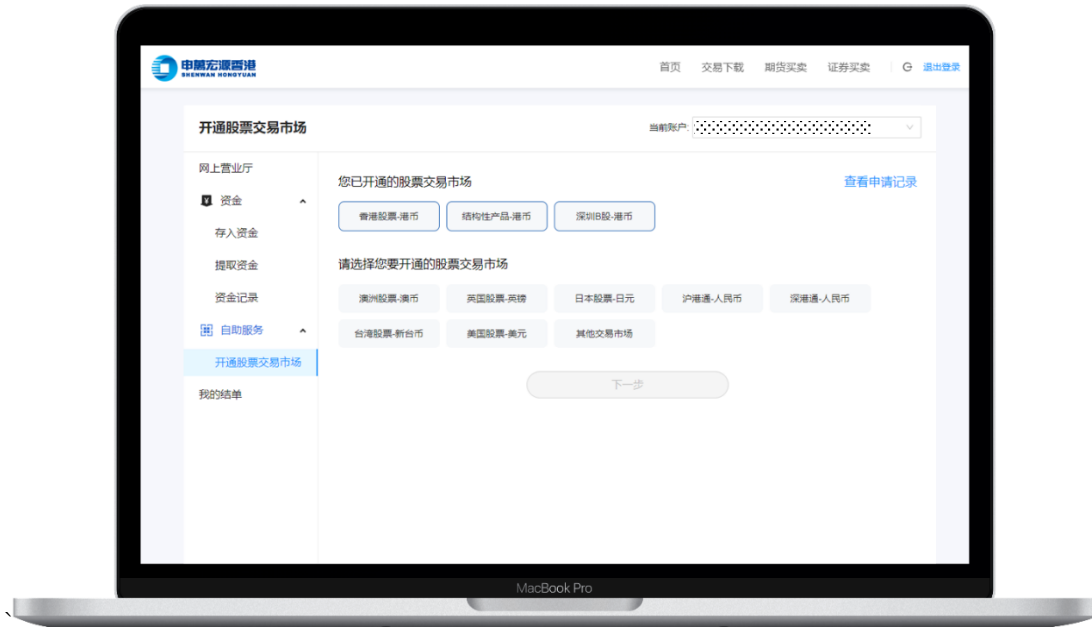 申萬宏源香港
SHENWAN HONGYUAN
首页 交易下载 期货买卖 证券买卖 退出登录
开通股票交易市场
当前账户:
网上营业厅
资金
存入资金
提取资金
资金记录
自助服务
开通股票交易市场
我的结单
您已开通的股票交易市场
查看申请记录
香港股票-港币 结构性产品-港币 深圳B股-港币
请选择您要开通的股票交易市场
澳洲股票-澳币 英国股票-英镑 日本股票-日元 沪港通-人民币 深港通-人民币
台湾股票-新台币 美国股票-美元 其他交易市场
下一步
MacBook Pro